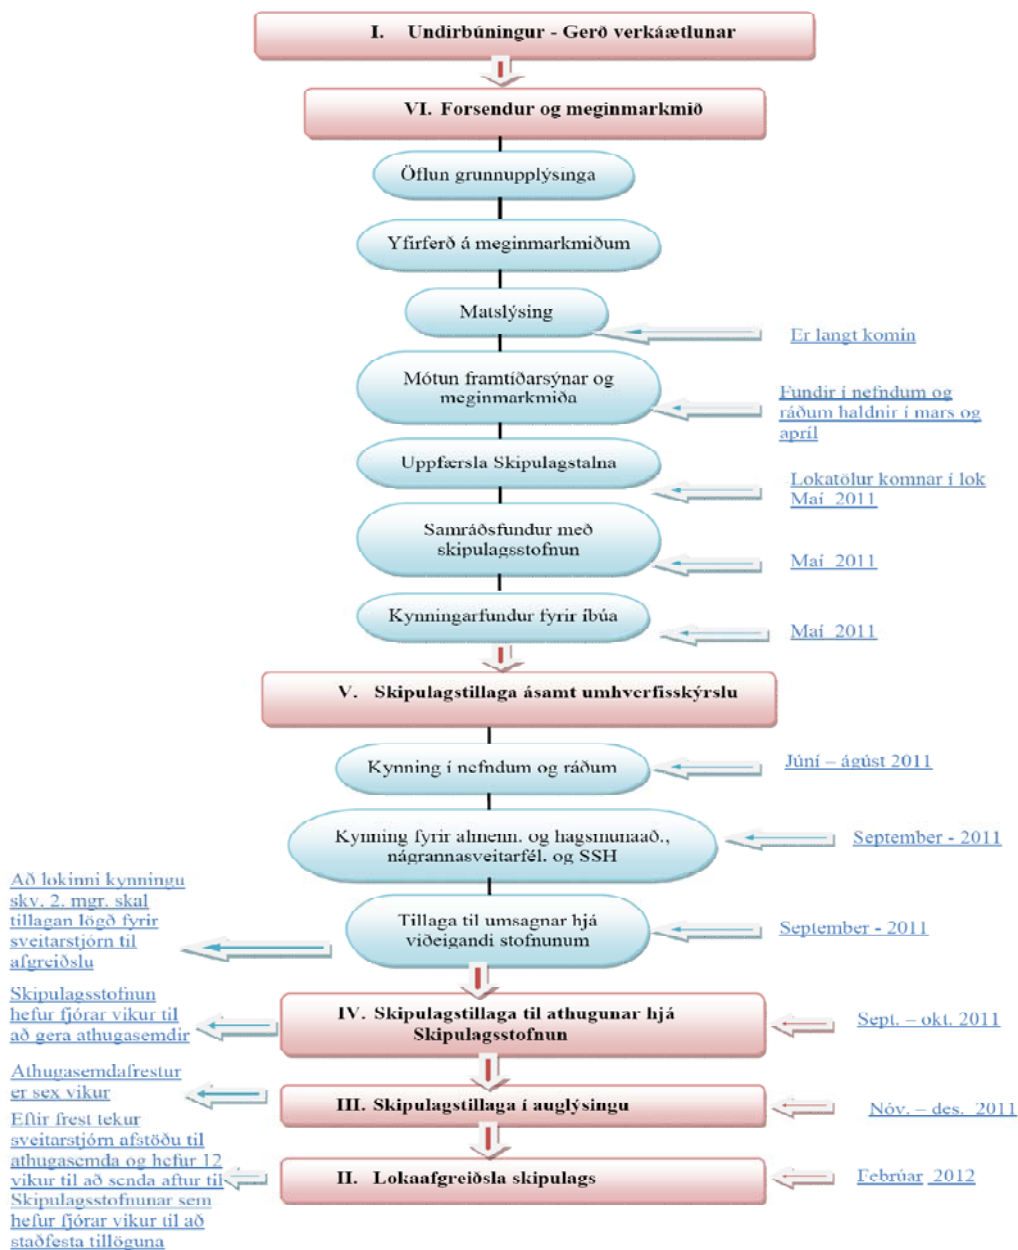 I. Undirbúningur - Gerð verkáætlunar
VI. Forsendur og meginmarkmið
Öflun grunnupplýsinga
Yfirferð á meginmarkmiðum
Matslýsing
Er langt komin
Mótun framtíðarsýnar og
meginmarkmiða
Fundir í nefndum og
ráðum haldnir í mars og
apríl
Uppfærsla Skipulagstalna
Lokatölur komnar í lok
Maí 2011
Samráðsfundur með
skipulagsstofnun
Maí 2011
Kynningarfundur fyrir íbúa
Maí 2011
V. Skipulagstillaga ásamt umhverfisskýrslu
Kynning í nefndum og ráðum
Júní – ágúst 2011
Kynning fyrir almenn. og hagsmunaað.,
nágrannasveitarfél. og SSH
September - 2011
Að lokinni kynningu
skv. 2. mgr. skal
tillagan lögð fyrir
sveitarstjórn til
afgreiðslu
Tillaga til umsagnar hjá
viðeigandi stofnunum
September - 2011
Skipulagsstofnun
hefur fjórar vikur til
að gera athugasemdir
IV. Skipulagstillaga til athugunar hjá
Skipulagsstofnun
Sept. – okt. 2011
Athugasemdafrestur
er sex vikur
III. Skipulagstillaga í auglýsingu
Nóv. – des. 2011
Eftir frest tekur
sveitarstjórn afstöðu til
athugasemda og hefur 12
vikur til að senda aftur til
Skipulagsstofnunar sem
hefur fjórar vikur til að
staðfesta tillöguna
II. Lokaafgreiðsla skipulags
Febrúar 2012